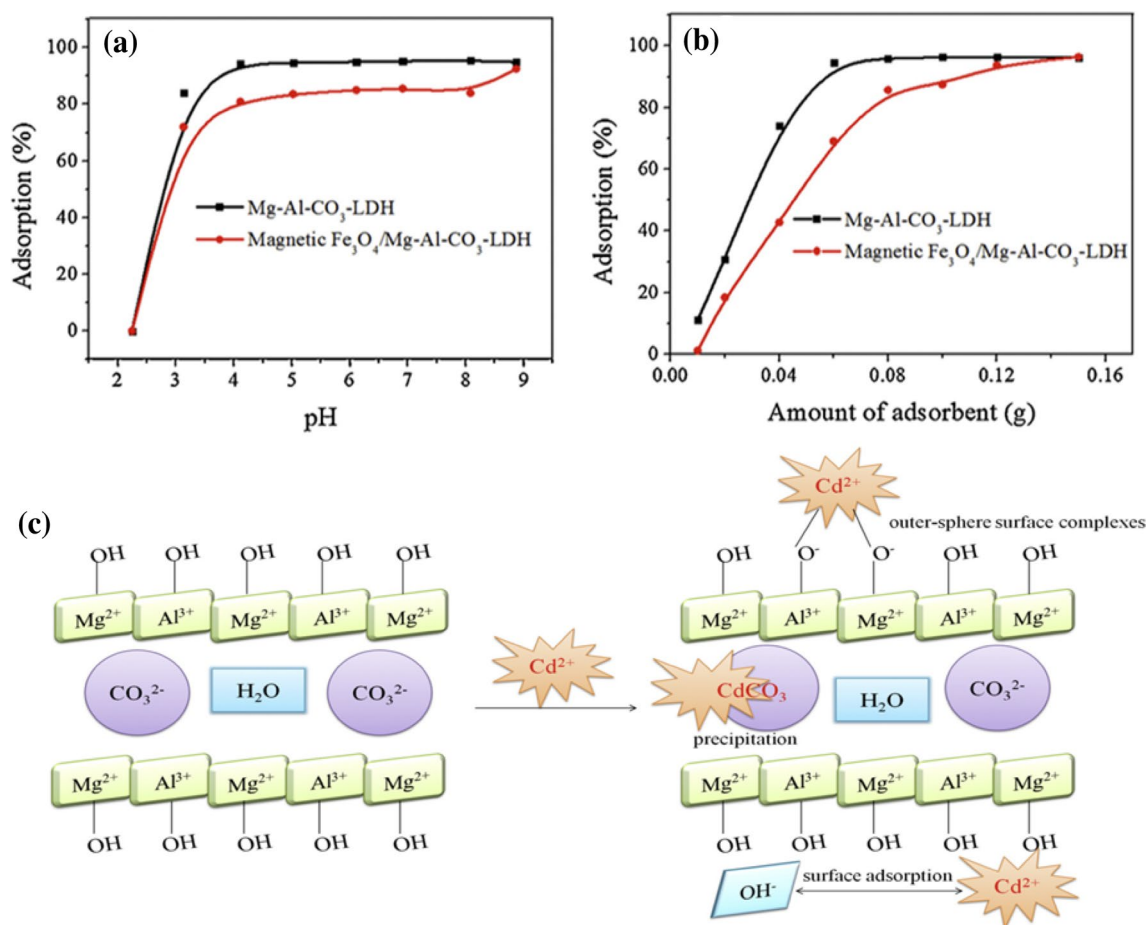 (a)
100
80
60
40
20
0
Adsorption (%)
Mg-Al-CO₃-LDH
Magnetic Fe₃O₄/Mg-Al-CO₃-LDH
2 3 4 5 6 7 8 9
pH
(b)
100
80
60
40
20
0
Adsorption (%)
Mg-Al-CO₃-LDH
Magnetic Fe₃O₄/Mg-Al-CO₃-LDH
0.00 0.04 0.08 0.12 0.16
Amount of adsorbent (g)
(c)
OH OH OH OH OH
Mg²⁺ Al³⁺ Mg²⁺ Al³⁺ Mg²⁺
CO₃²⁻ H₂O CO₃²⁻
Mg²⁺ Al³⁺ Mg²⁺ Al³⁺ Mg²⁺
OH OH OH OH OH
Cd²⁺
Cd²⁺
outer-sphere surface complexes
OH O⁻ O⁻ OH OH
Mg²⁺ Al³⁺ Mg²⁺ Al³⁺ Mg²⁺
CdCO₃ H₂O CO₃²⁻
precipitation
Mg²⁺ Al³⁺ Mg²⁺ Al³⁺ Mg²⁺
OH OH OH OH OH
OH⁻ surface adsorption Cd²⁺